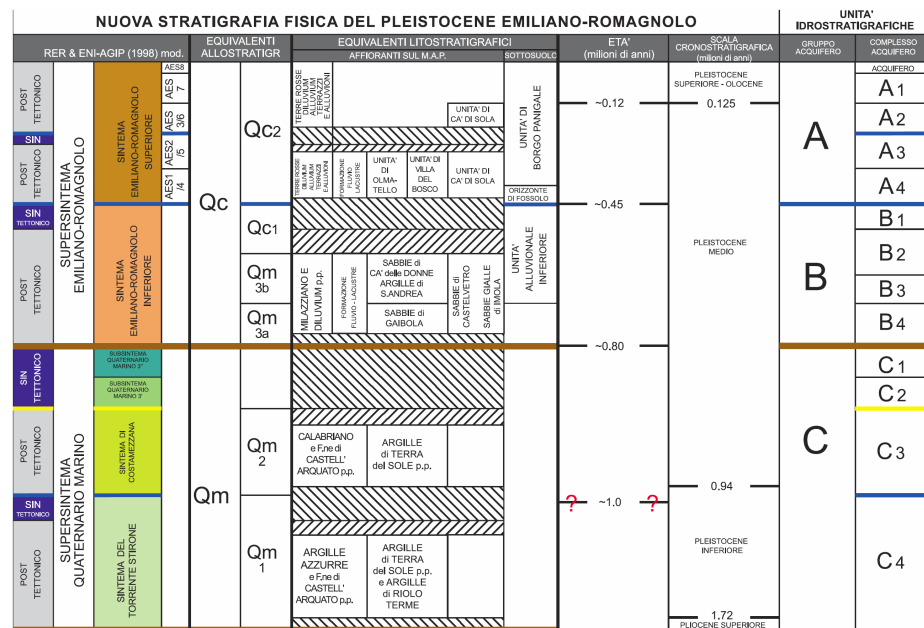 NUOVA STRATIGRAFIA FISICA DEL PLEISTOCENE EMILIANO-ROMAGNOLO
UNITA'
IDROSTRATIGRAFICHE
RER & ENI-AGIP (1998) mod.
EQUIVALENTI
ALLOSTRATIGR
EQUIVALENTI LITOSTRATIGRAFICI
AFFIORANTI SUL M.A.P.
SOTTOSUOLO
ETA'
(milioni di anni)
SCALA
CRONOSTRATIGRAFICA
(milioni di anni)
GRUPPO
ACQUIFERO
COMPLESSO
ACQUIFERO
POST
TETTONICO
SIN
POST
TETTONICO
SIN
TETTONICO
POST
TETTONICO
SIN
TETTONICO
POST
TETTONICO
SIN
TETTONICO
POST
TETTONICO
SUPERSINTEMA
EMILIANO-ROMAGNOLO
SUPERSINTEMA
QUATERNARIO MARINO
SINTEMA
EMILIANO-ROMAGNOLO
SUPERIORE
SINTEMA
EMILIANO-ROMAGNOLO
INFERIORE
SUBSINTEMA
QUATERNARIO
MARINO 3"
SUBSINTEMA
QUATERNARIO
MARINO 3'
SINTEMA DI
COSTAMEZZANA
SINTEMA DEL
TORRENTE STIRONE
AES8
AES
7
AES
3/6
AES2
/5
AES1
/4
Qc
Qm
Qc2
Qc1
Qm
3b
Qm
3a
Qm
2
Qm
1
TERRE ROSSE
DILUVIUM
ALLUVIUM
TERRAZZI
E ALLUVIONI
UNITA' DI
CA' DI SOLA
TERRE ROSSE
DILUVIUM
ALLUVIUM
TERRAZZI
E ALLUVIONI
FORMAZIONE
FLUVIO
LACUSTRE
UNITA'
DI
OLMA-
TELLO
UNITA'
DI VILLA
DEL
BOSCO
UNITA' DI
CA' DI SOLA
MILAZZIANO E
DILUVIUM p.p.
FORMAZIONE
FLUVIO - LACUSTRE
SABBIE di
CA' delle DONNE
ARGILLE di
S.ANDREA
SABBIE di
GAIBOLA
SABBIE di
CASTELVETRO
SABBIE GIALLE
di IMOLA
CALABRIANO
e F.ne di
CASTELL'
ARQUATO p.p.
ARGILLE
di TERRA
del SOLE p.p.
ARGILLE
AZZURRE
e F.ne di
CASTELL'
ARQUATO p.p.
ARGILLE
di TERRA
del SOLE p.p.
e ARGILLE
di RIOLO
TERME
UNITA' DI
BORGO PANIGALE
ORIZZONTE
DI FOSSOLO
UNITA'
ALLUVIONALE
INFERIORE
~0.12
~0.45
~0.80
? ~1.0 ?
PLEISTOCENE
SUPERIORE - OLOCENE
0.125
PLEISTOCENE
MEDIO
0.94
PLEISTOCENE
INFERIORE
1.72
PLIOCENE SUPERIORE
A
B
C
ACQUIFERO
A1
A2
A3
A4
B1
B2
B3
B4
C1
C2
C3
C4